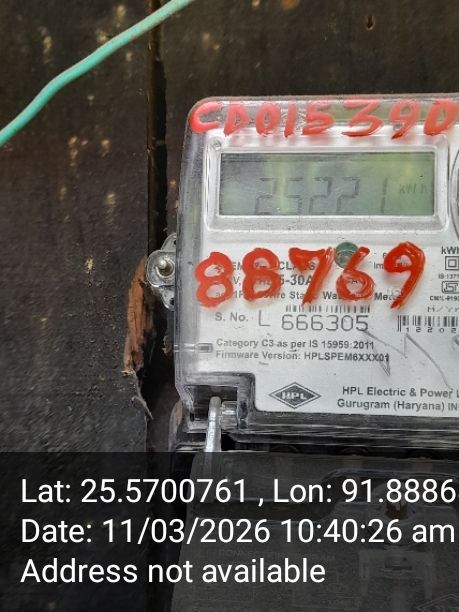 CD015390
25221 kWh
88769
S. No. L 666305
Category C3 as per IS 15959:2011
Firmware Version: HPLSPEM6XXX01
HPL
HPL Electric & Power
Gurugram (Haryana) IN
Lat: 25.5700761 , Lon: 91.8886
Date: 11/03/2026 10:40:26 am
Address not available